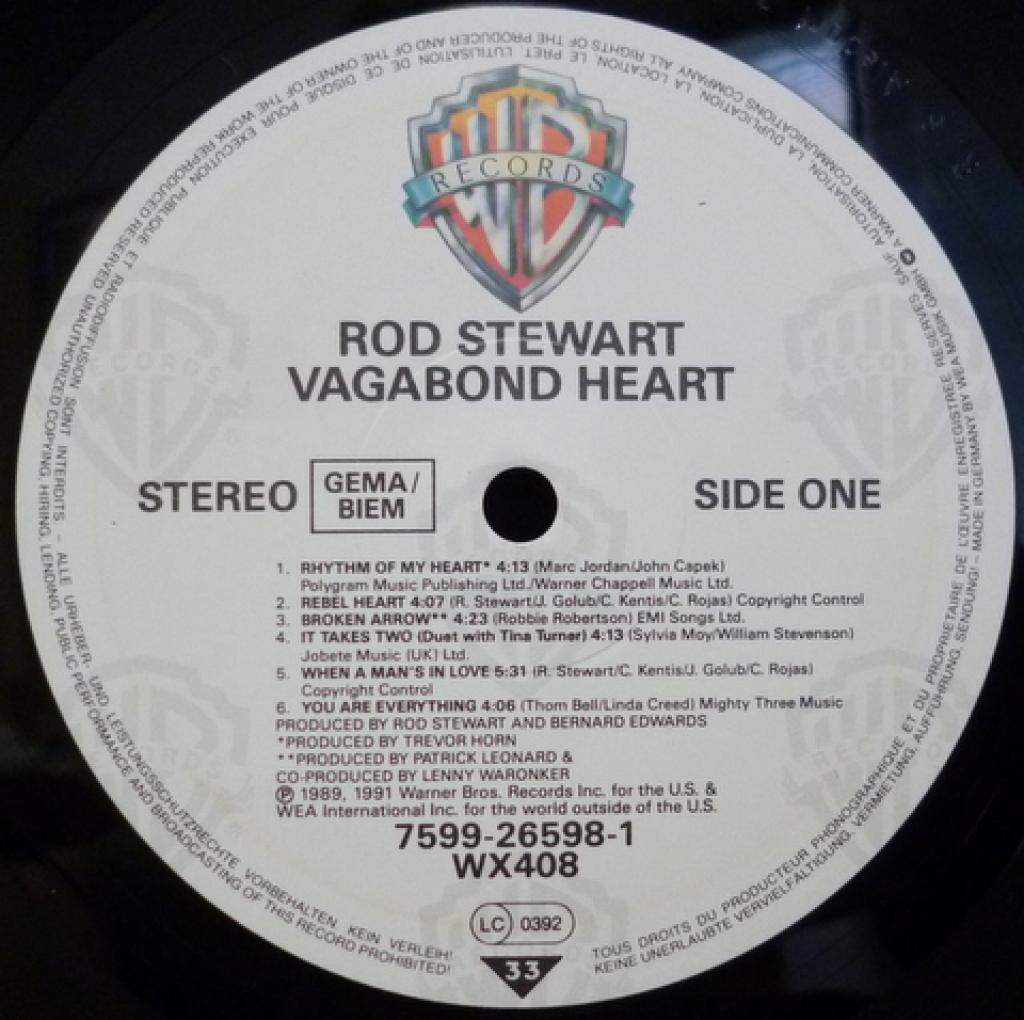 RECORDS
ROD STEWART
VAGABOND HEART
STEREO
GEMA/
BIEM
SIDE ONE
1. RHYTHM OF MY HEART* 4:13 (Marc Jordan/John Capek)
Polygram Music Publishing Ltd./Warner Chappell Music Ltd.
2. REBEL HEART 4:07 (R. Stewart/J. Golub/C. Kentis/C. Rojas) Copyright Control
3. BROKEN ARROW** 4:23 (Robbie Robertson) EMI Songs Ltd.
4. IT TAKES TWO (Duet with Tina Turner) 4:13 (Sylvia Moy/William Stevenson)
Jobete Music (UK) Ltd.
5. WHEN A MAN'S IN LOVE 5:31 (R. Stewart/C. Kentis/J. Golub/C. Rojas)
Copyright Control
6. YOU ARE EVERYTHING 4:06 (Thom Bell/Linda Creed) Mighty Three Music
PRODUCED BY ROD STEWART AND BERNARD EDWARDS
*PRODUCED BY TREVOR HORN
**PRODUCED BY PATRICK LEONARD &
CO-PRODUCED BY LENNY WARONKER
℗ 1989, 1991 Warner Bros. Records Inc. for the U.S. &
WEA International Inc. for the world outside of the U.S.
7599-26598-1
WX408
LC 0392
33
TOUS DROITS DU PRODUCTEUR PHONOGRAPHIQUE ET DU PROPRIETAIRE DE L'ŒUVRE ENREGISTREE RESERVES. SAUF AUTORISATION, LA DUPLICATION, LA LOCATION, LE PRET, L'UTILISATION DE CE DISQUE POUR EXECUTION PUBLIQUE ET RADIODIFFUSION SONT INTERDITS - ALLE URHEBER- UND LEISTUNGSSCHUTZRECHTE VORBEHALTEN. KEIN VERLEIH!
KEINE UNERLAUBTE VERVIELFÄLTIGUNG, VERMIETUNG, AUFFÜHRUNG, SENDUNG! - MADE IN GERMANY BY WEA MUSIK GMBH A WARNER COMMUNICATIONS COMPANY. ALL RIGHTS OF THE PRODUCER AND OF THE OWNER OF THE WORK REPRODUCED RESERVED. UNAUTHORIZED COPYING, HIRING, LENDING, PUBLIC PERFORMANCE AND BROADCASTING OF THIS RECORD PROHIBITED!